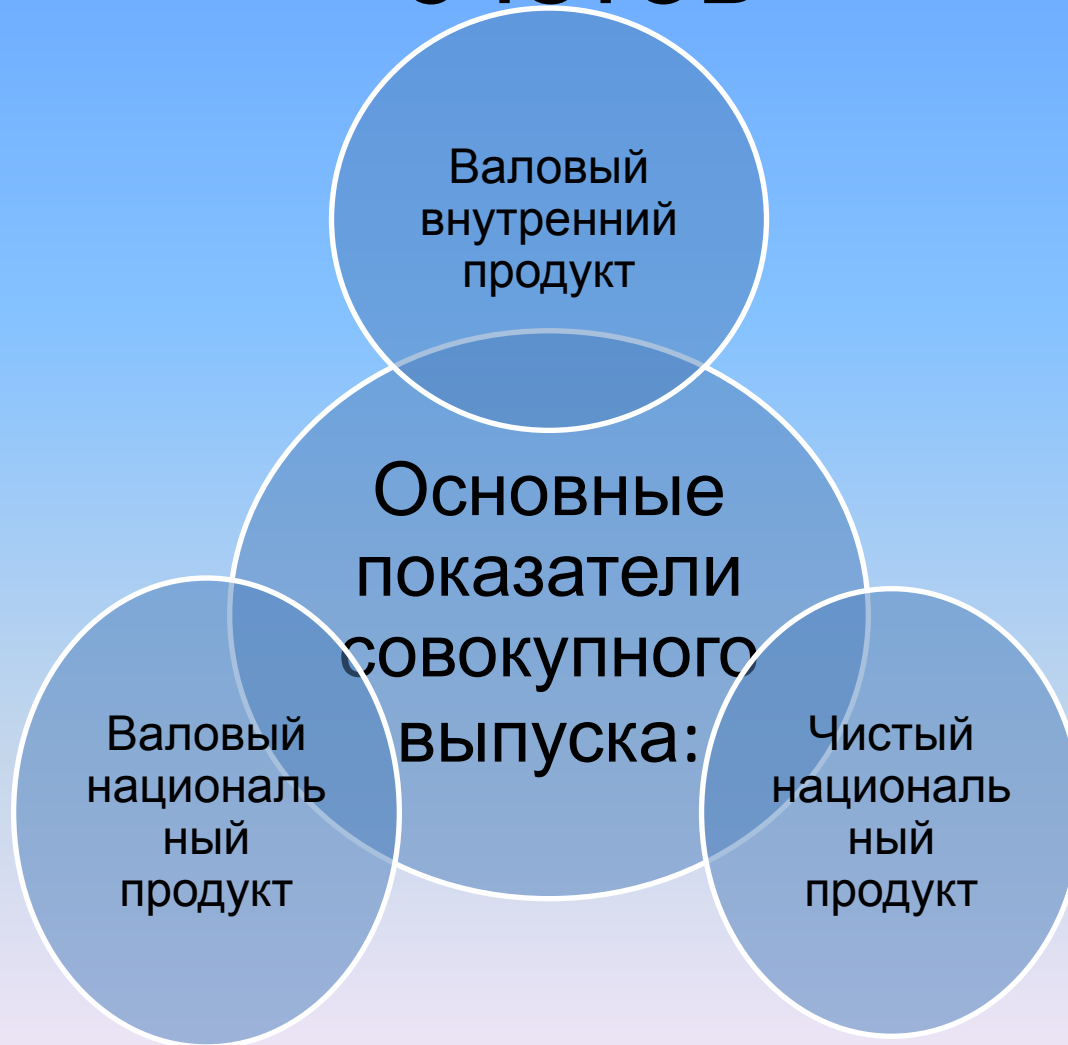 Валовый
внутренний
продукт
Основные
показатели
совокупного
выпуска:
Валовый
националь
ный
продукт
Чистый
националь
ный
продукт